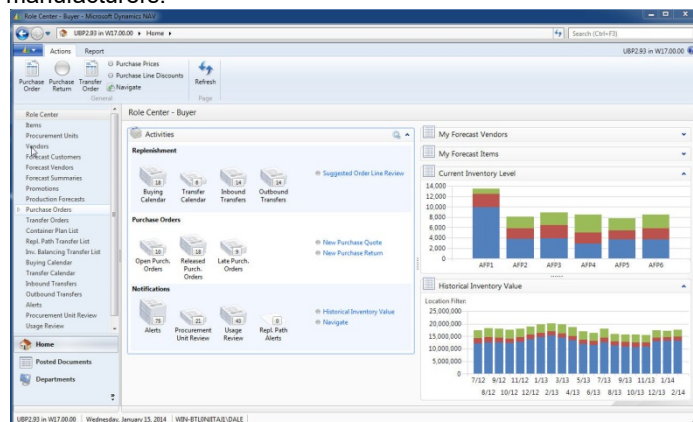 manufacturers.
Role Center - Buyer - Microsoft Dynamics NAV
UBP2.93 in W17.00.00 Home
Search (Ctrl+F3)
Actions Report
UBP2.93 in W17.00.00
Purchase Order
Purchase Return
Transfer Order
Purchase Prices
Purchase Line Discounts
Navigate
Refresh
General
Page
Role Center
Items
Procurement Units
Vendors
Forecast Customers
Forecast Vendors
Forecast Summaries
Promotions
Production Forecasts
Purchase Orders
Transfer Orders
Container Plan List
Repl. Path Transfer List
Inv. Balancing Transfer List
Buying Calendar
Transfer Calendar
Inbound Transfers
Outbound Transfers
Alerts
Procurement Unit Review
Usage Review
Home
Posted Documents
Departments
Role Center - Buyer
Activities
Replenishment
18 6 14 14
Buying Calendar
Transfer Calendar
Inbound Transfers
Outbound Transfers
Suggested Order Line Review
Purchase Orders
10 18 9
Open Purch. Orders
Released Purch. Orders
Late Purch. Orders
New Purchase Quote
New Purchase Return
Notifications
75 21 43 0
Alerts
Procurement Unit Review
Usage Review
Repl. Path Alerts
Historical Inventory Value
Navigate
My Forecast Vendors
My Forecast Items
Current Inventory Level
14,000
12,000
10,000
8,000
6,000
4,000
2,000
0
AFP1 AFP2 AFP3 AFP4 AFP5 AFP6
Historical Inventory Value
Location Filter:
25,000,000
20,000,000
15,000,000
10,000,000
5,000,000
0
7/12 9/12 11/12 1/13 3/13 5/13 7/13 9/13 11/13 1/14
8/12 10/12 12/12 2/13 4/13 6/13 8/13 10/13 12/13 2/14
UBP2.93 in W17.00.00 Wednesday, January 15, 2014